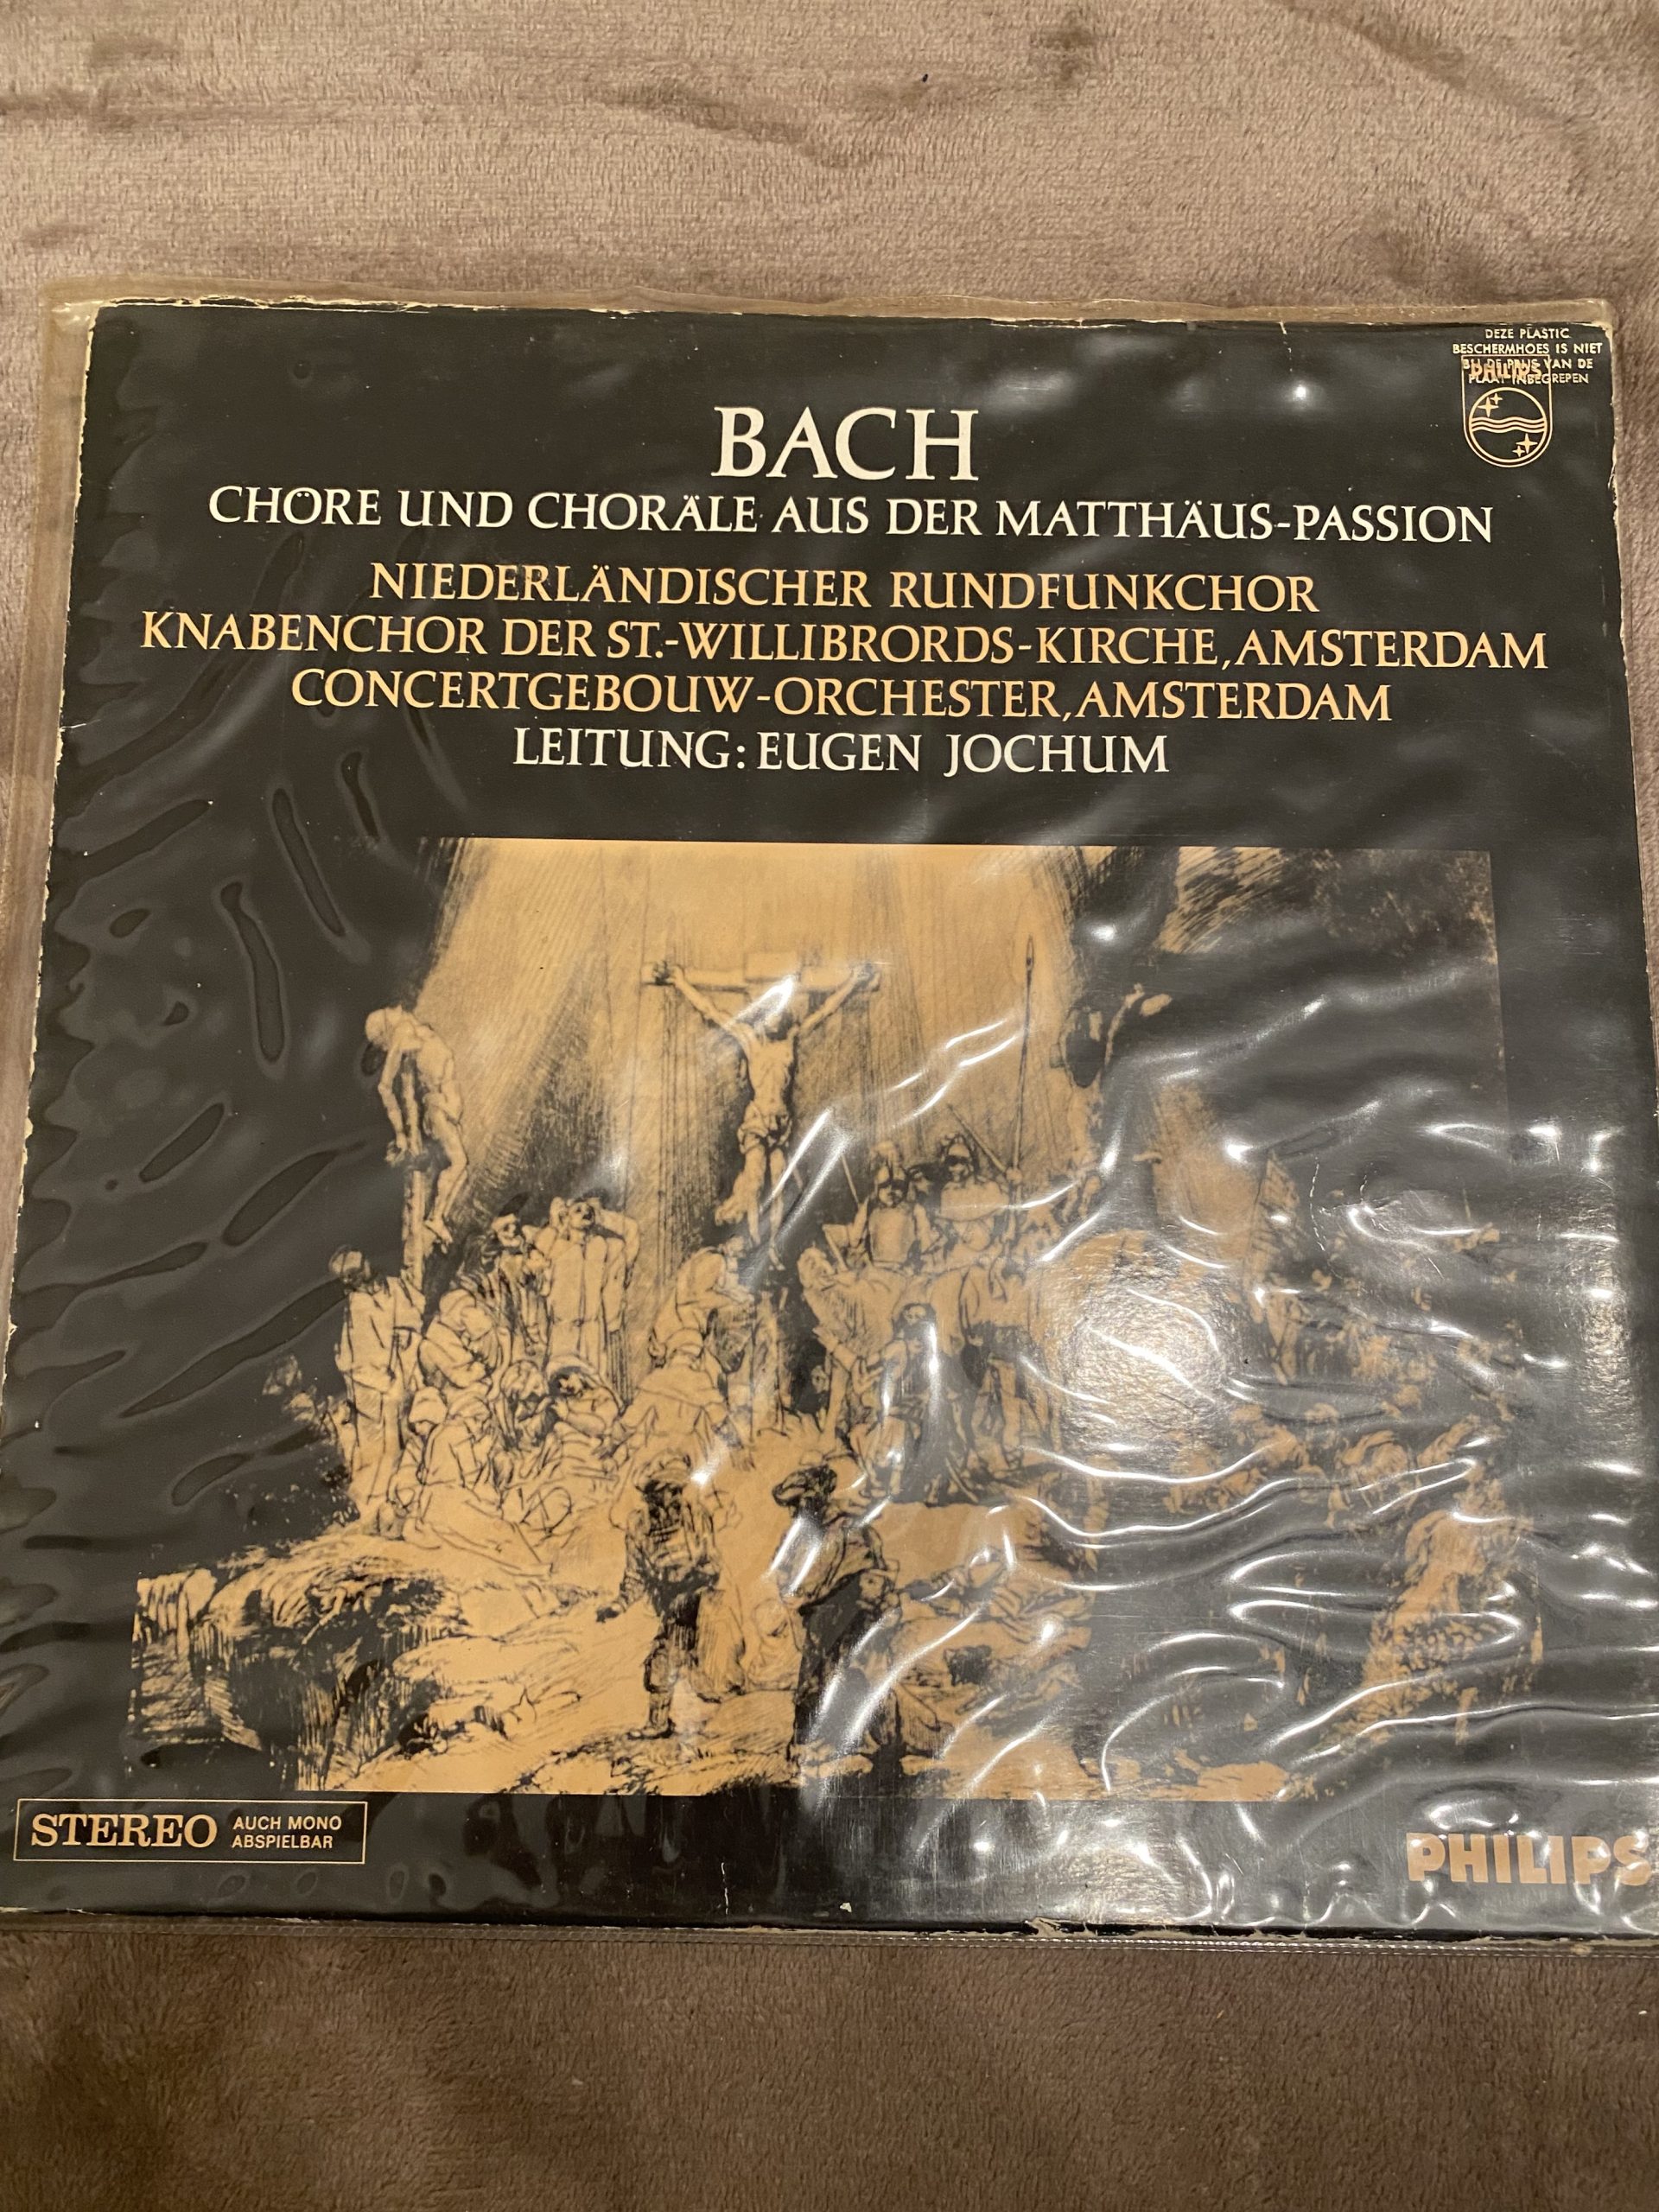 DEZE PLASTIC
BESCHERMHOES IS NIET
BIJ DE PRIJS VAN DE
PLAAT INBEGREPEN
PHILIPS
BACH
CHÖRE UND CHORÄLE AUS DER MATTHÄUS-PASSION
NIEDERLÄNDISCHER RUNDFUNKCHOR
KNABENCHOR DER ST.-WILLIBRORDS-KIRCHE, AMSTERDAM
CONCERTGEBOUW-ORCHESTER, AMSTERDAM
LEITUNG: EUGEN JOCHUM
STEREO AUCH MONO
ABSPIELBAR
PHILIPS